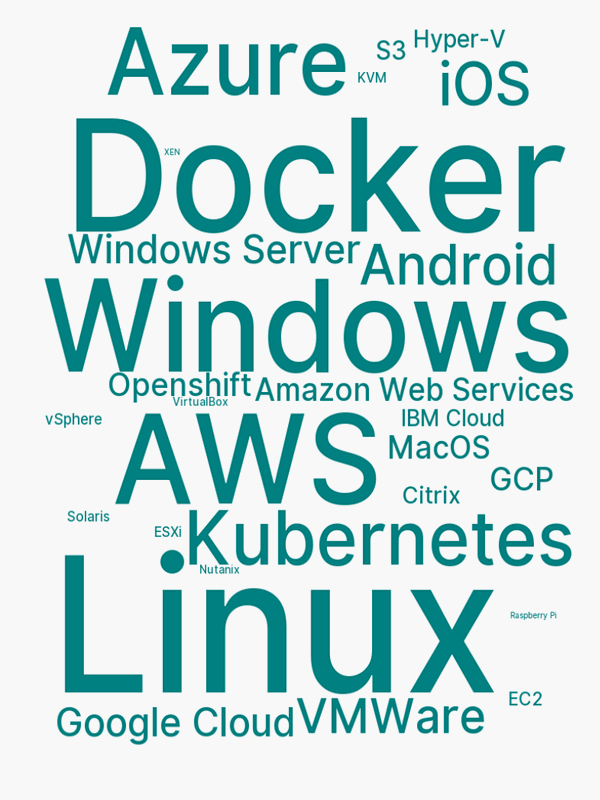 Azure
S3
Hyper-V
KVM
iOS
Docker
XEN
Windows Server
Android
Windows
Openshift
Amazon Web Services
VirtualBox
vSphere
AWS
IBM Cloud
MacOS
GCP
Citrix
Solaris
ESXi
Kubernetes
Nutanix
Linux
Raspberry Pi
EC2
Google Cloud
VMWare